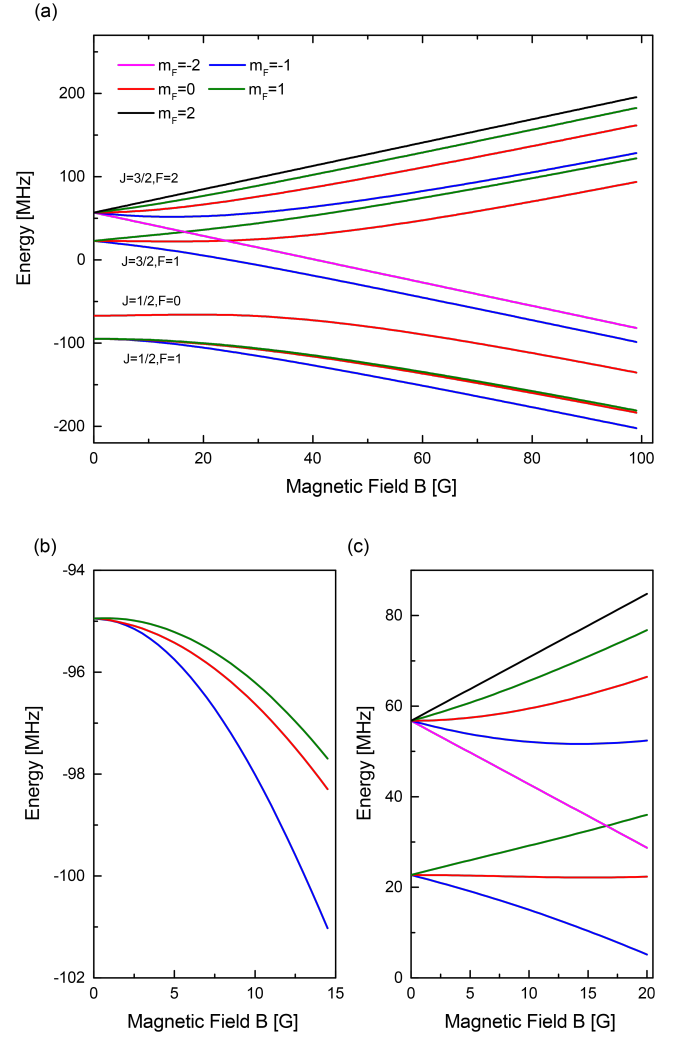 (a)
m_F=-2 m_F=-1
m_F=0 m_F=1
m_F=2
J=3/2,F=2
J=3/2,F=1
J=1/2,F=0
J=1/2,F=1
200
100
0
-100
-200
Energy [MHz]
0 20 40 60 80 100
Magnetic Field B [G]
(b)
-94
-96
-98
-100
-102
Energy [MHz]
0 5 10 15
Magnetic Field B [G]
(c)
80
60
40
20
0
Energy [MHz]
0 5 10 15 20
Magnetic Field B [G]